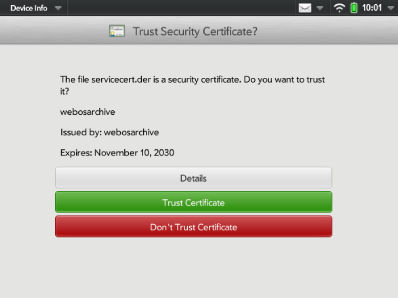 Device Info
10:01
Trust Security Certificate?
The file servicecert.der is a security certificate. Do you want to trust
it?
webosarchive
Issued by: webosarchive
Expires: November 10, 2030
Details
Trust Certificate
Don't Trust Certificate